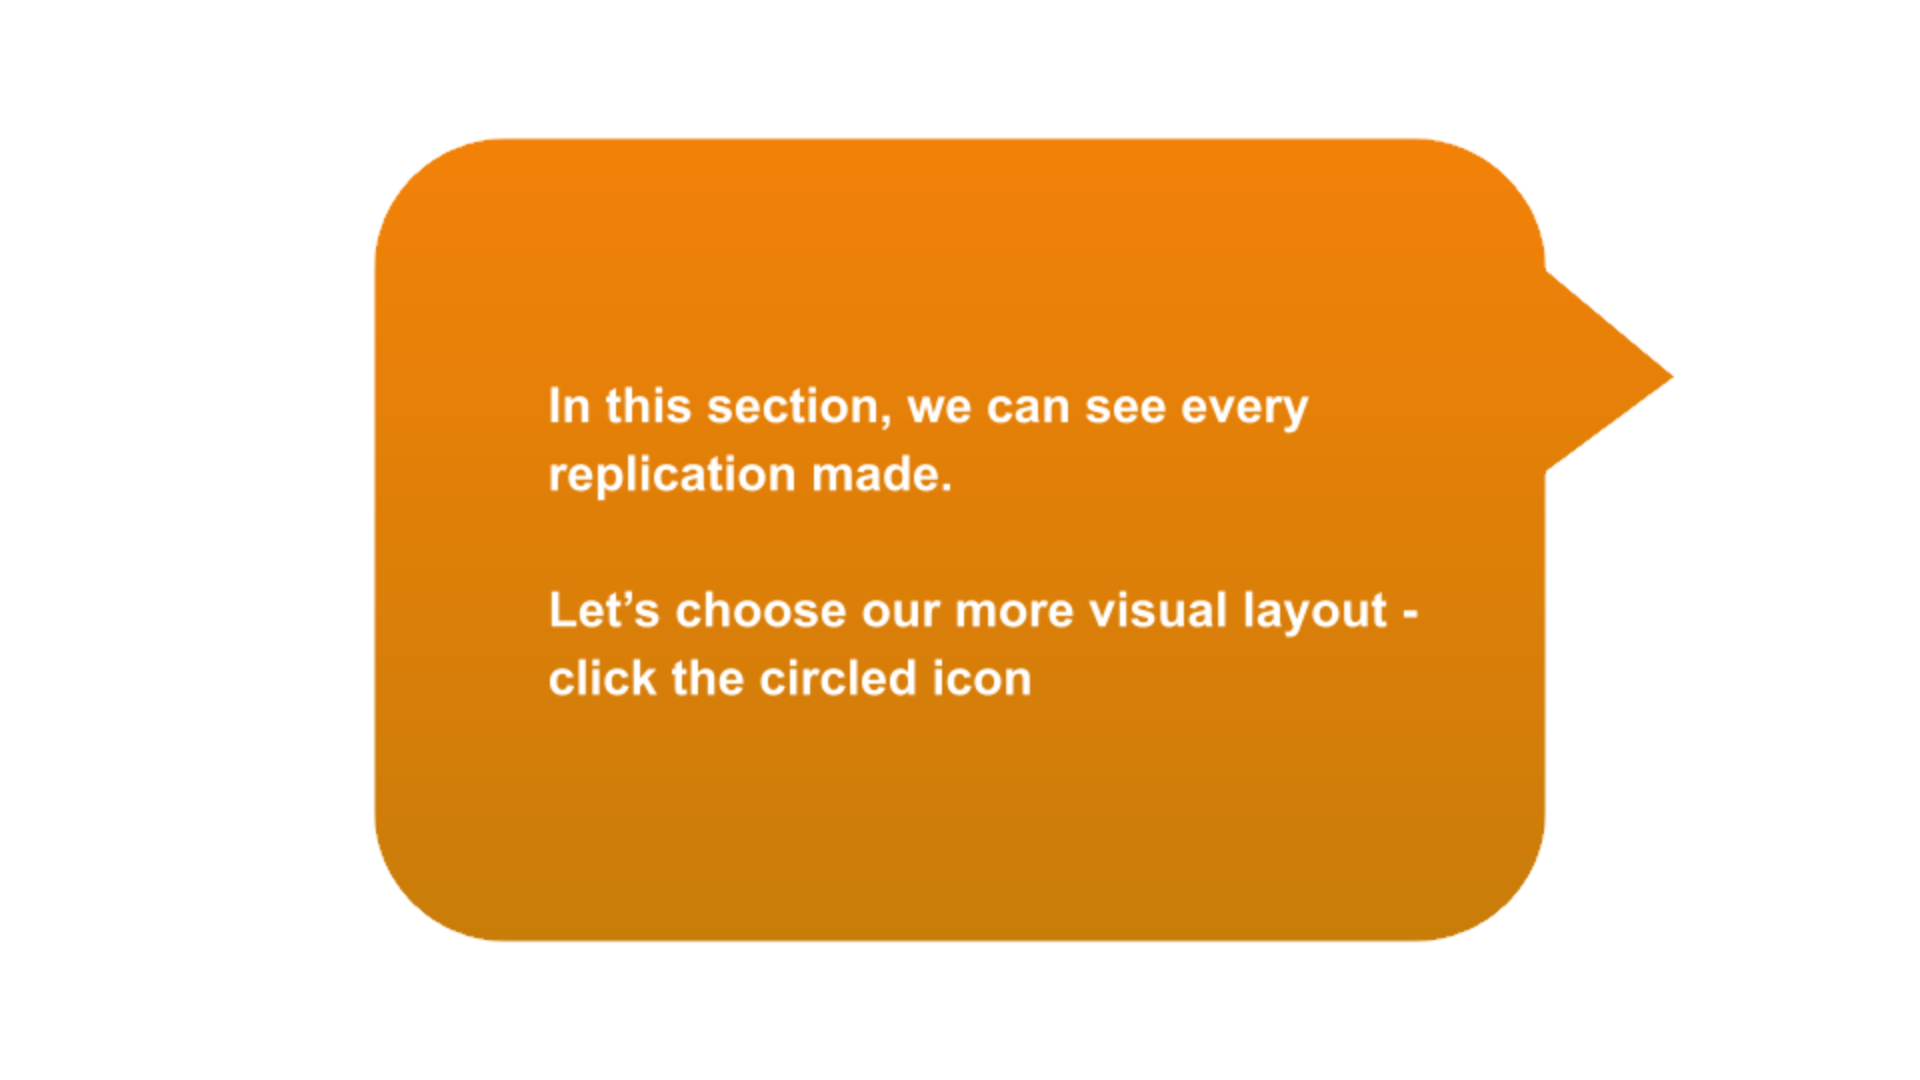 In this section, we can see every
replication made.
Let’s choose our more visual layout -
click the circled icon